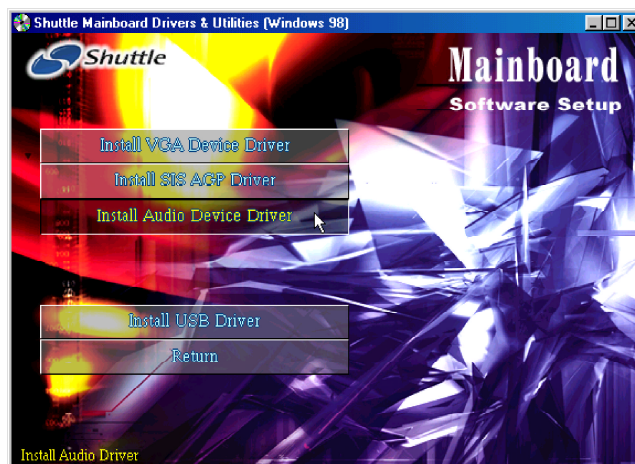 Shuttle Mainboard Drivers & Utilities (Windows 98)
Shuttle
Mainboard
Software Setup
Install VGA Device Driver
Install SIS AGP Driver
Install Audio Device Driver
Install USB Driver
Return
Install Audio Driver